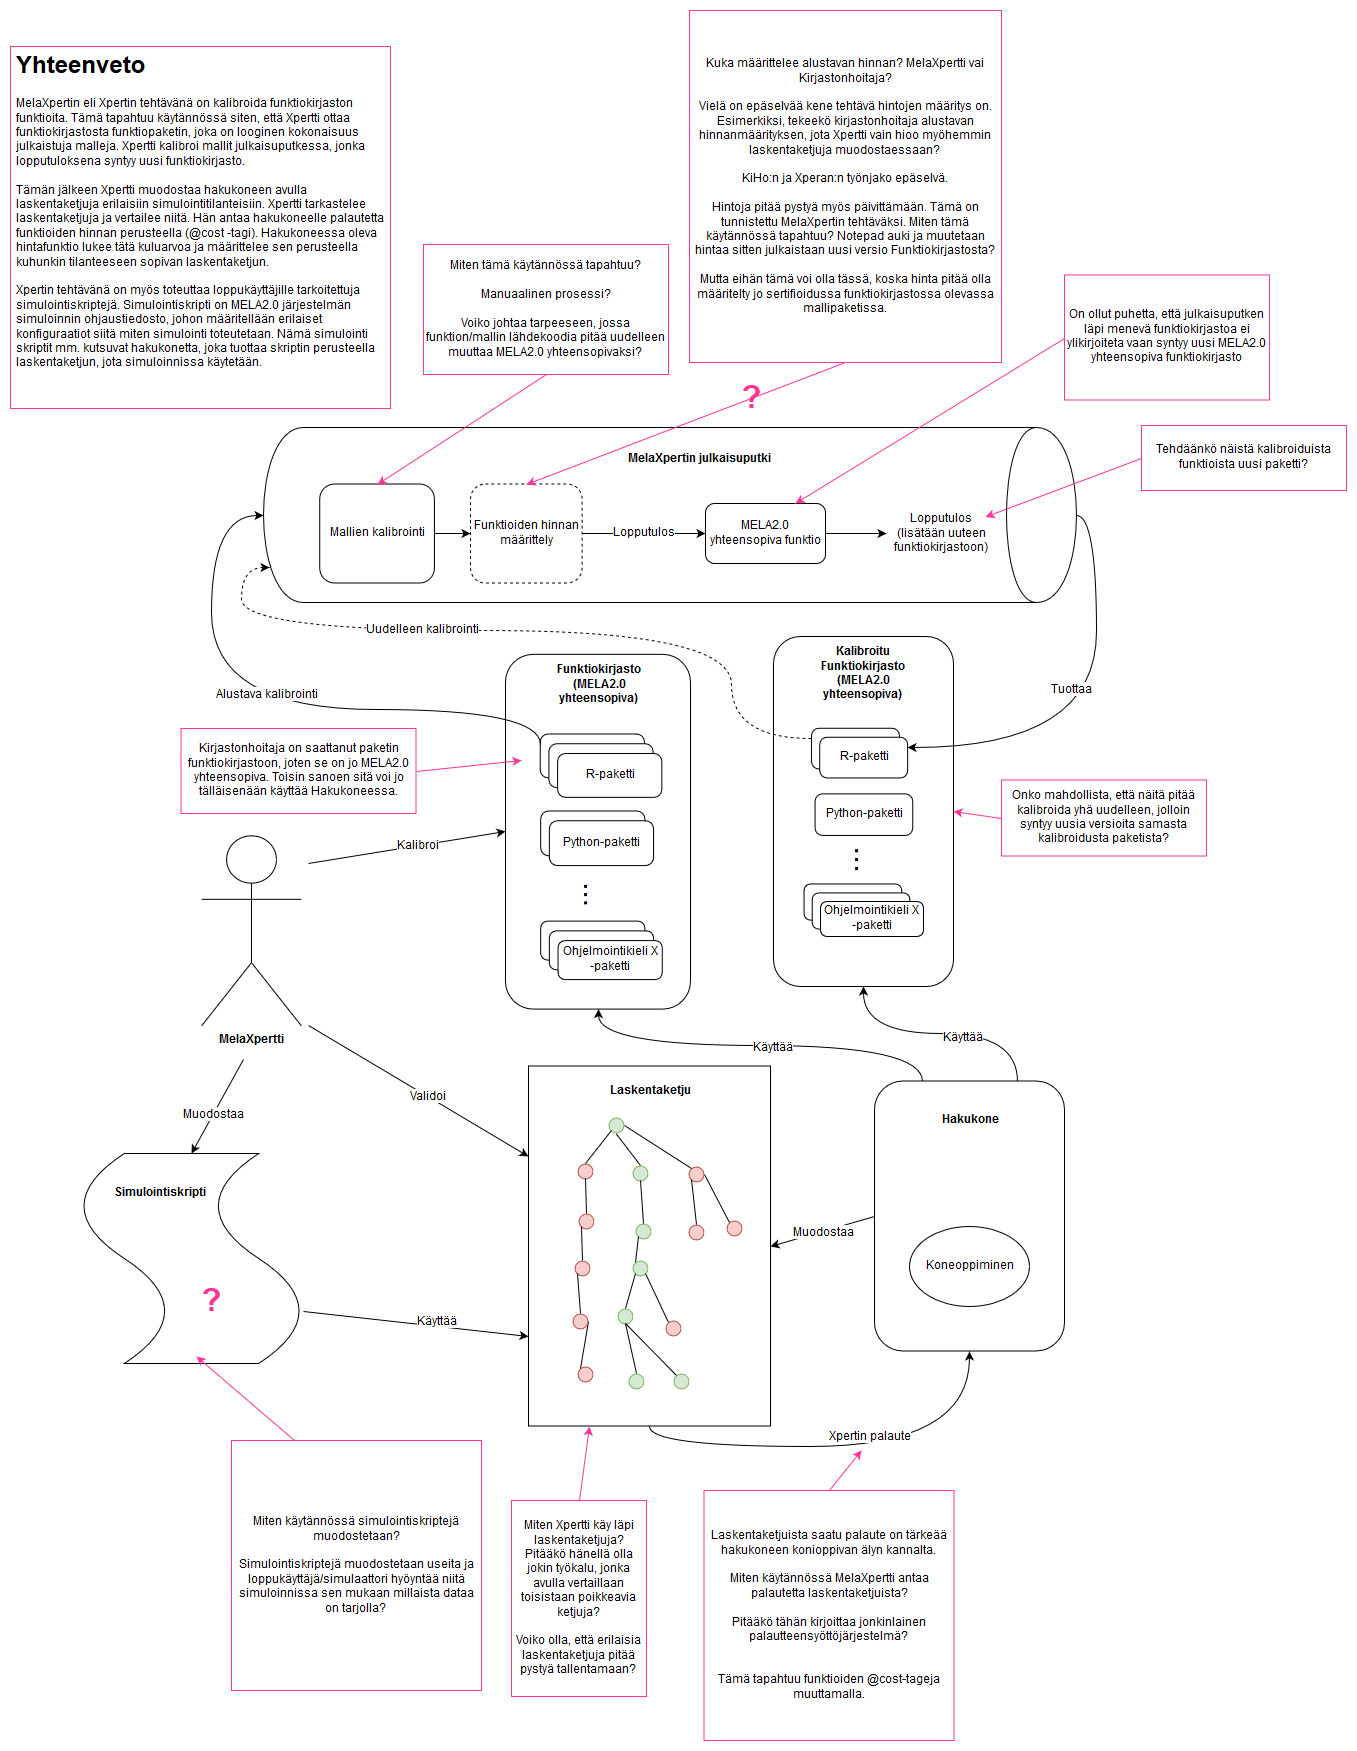 Yhteenveto
MelaXpertin eli Xpertin tehtävänä on kalibroida funktiokirjaston
funktioita. Tämä tapahtuu käytännössä siten, että Xpertti ottaa
funktiokirjastosta funktiopaketin, joka on looginen kokonaisuus
julkaistuja malleja. Xpertti kalibroi mallit julkaisuputkessa, jonka
lopputuloksena syntyy uusi funktiokirjasto.
Tämän jälkeen Xpertti muodostaa hakukoneen avulla
laskentaketjuja erilaisiin simulointitilanteisiin. Xpertti tarkastelee
laskentaketjuja ja vertailee niitä. Hän antaa hakukoneelle palautetta
funktioiden hinnan perusteella (@cost -tagi). Hakukoneessa oleva
hintafunktio lukee tätä kuluarvoa ja määrittelee sen perusteella
kuhunkin tilanteeseen sopivan laskentaketjun.
Xpertin tehtävänä on myös toteuttaa loppukäyttäjille tarkoitettuja
simulointiskriptejä. Simulointiskripti on MELA2.0 järjestelmän
simuloinnin ohjaustiedosto, johon määritellään erilaiset
konfiguraatiot siitä miten simulointi toteutetaan. Nämä simulointi
skriptit mm. kutsuvat hakukonetta, joka tuottaa skriptin perusteella
laskentaketjun, jota simuloinnissa käytetään.
Kuka määrittelee alustavan hinnan? MelaXpertti vai
Kirjastonhoitaja?
Vielä on epäselvää kene tehtävä hintojen määritys on.
Esimerkiksi, tekeekö kirjastonhoitaja alustavan
hinnanmäärityksen, jota Xpertti vain hioo myöhemmin
laskentaketjuja muodostaessaan?
KiHo:n ja Xperan:n työnjako epäselvä.
Hintoja pitää pystyä myös päivittämään. Tämä on
tunnistettu MelaXpertin tehtäväksi. Miten tämä
käytännössä tapahtuu? Notepad auki ja muutetaan
hintaa sitten julkaistaan uusi versio Funktiokirjastosta?
Mutta eihän tämä voi olla tässä, koska hinta pitää olla
määritelty jo sertifioidussa funktiokirjastossa olevassa
mallipaketissa.
Miten tämä käytännössä tapahtuu?
Manuaalinen prosessi?
Voiko johtaa tarpeeseen, jossa
funktion/mallin lähdekoodia pitää uudelleen
muuttaa MELA2.0 yhteensopivaksi?
On ollut puhetta, että julkaisuputken
läpi menevä funktiokirjastoa ei
ylikirjoiteta vaan syntyy uusi MELA2.0
yhteensopiva funktiokirjasto
?
Tehdäänkö näistä kalibroiduista
funktioista uusi paketti?
MelaXpertin julkaisuputki
Mallien kalibrointi
Funktioiden hinnan
määrittely
Lopputulos
MELA2.0
yhteensopiva funktio
Lopputulos
(lisätään uuteen
funktiokirjastoon)
Uudelleen kalibrointi
Alustava kalibrointi
Tuottaa
Funktiokirjasto
(MELA2.0
yhteensopiva)
R-paketti
Python-paketti
Ohjelmointikieli X
-paketti
Kalibroitu
Funktiokirjasto
(MELA2.0
yhteensopiva)
R-paketti
Python-paketti
Ohjelmointikieli X
-paketti
Kirjastonhoitaja on saattanut paketin
funktiokirjastoon, joten se on jo MELA2.0
yhteensopiva. Toisin sanoen sitä voi jo
tälläisenään käyttää Hakukoneessa.
Onko mahdollista, että näitä pitää
kalibroida yhä uudelleen, jolloin
syntyy uusia versioita samasta
kalibroidusta paketista?
Kalibroi
MelaXpertti
Käyttää
Käyttää
Validoi
Muodostaa
Laskentaketju
Hakukone
Koneoppiminen
Muodostaa
Simulointiskripti
?
Käyttää
Xpertin palaute
Miten käytännössä simulointiskriptejä
muodostetaan?
Simulointiskriptejä muodostetaan useita ja
loppukäyttäjä/simulaattori hyöyntää niitä
simuloinnissa sen mukaan millaista dataa
on tarjolla?
Miten Xpertti käy läpi
laskentaketjuja?
Pitääkö hänellä olla
jokin työkalu, jonka
avulla vertaillaan
toisistaan poikkeavia
ketjuja?
Voiko olla, että erilaisia
laskentaketjuja pitää
pystyä tallentamaan?
Laskentaketjuista saatu palaute on tärkeää
hakukoneen konioppivan älyn kannalta.
Miten käytännössä MelaXpertti antaa
palautetta laskentaketjuista?
Pitääkö tähän kirjoittaa jonkinlainen
palautteensyöttöjärjestelmä?
Tämä tapahtuu funktioiden @cost-tageja
muuttamalla.